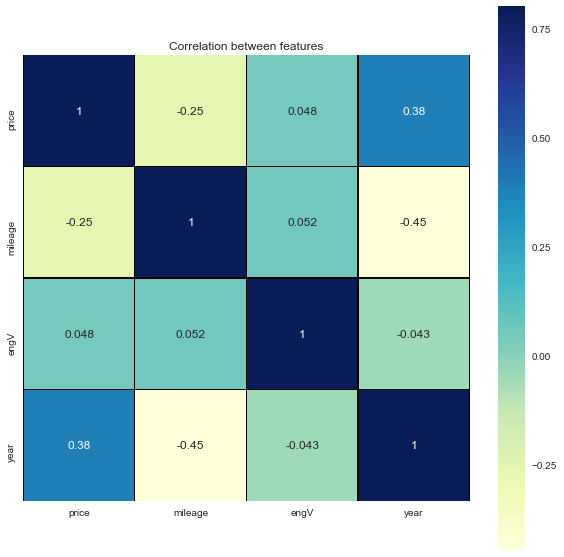 Correlation between features
price 1 -0.25 0.048 0.38
mileage -0.25 1 0.052 -0.45
engV 0.048 0.052 1 -0.043
year 0.38 -0.45 -0.043 1
price mileage engV year
0.75
0.50
0.25
0.00
−0.25